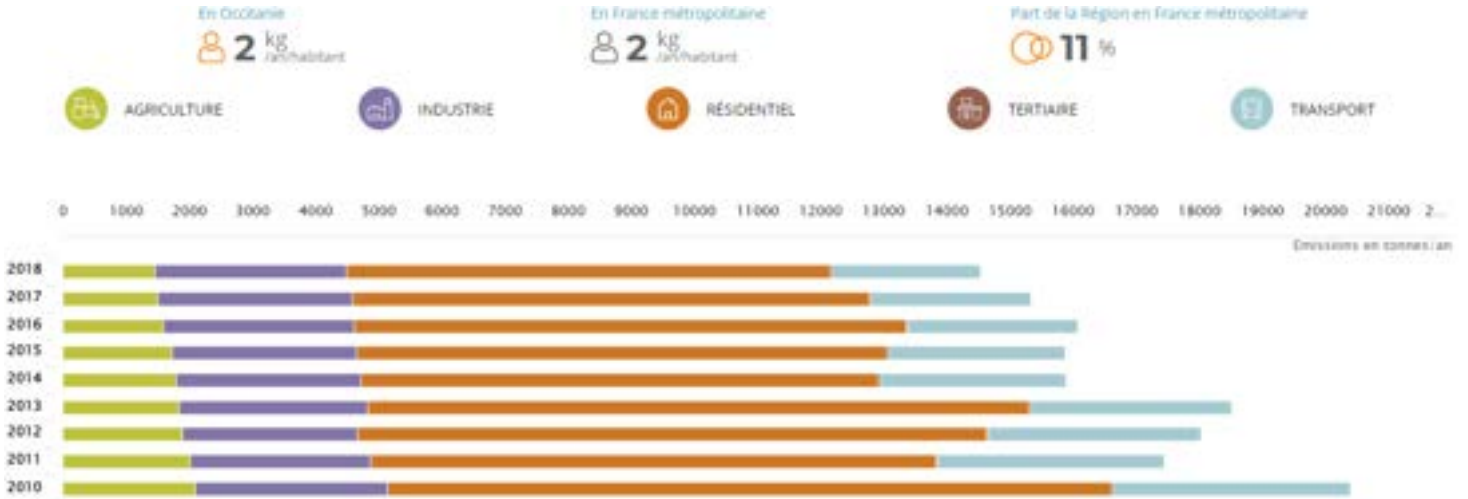 En Occitanie
2 kg /an/habitant
En France métropolitaine
2 kg /an/habitant
Part de la Région en France métropolitaine
11 %
AGRICULTURE
INDUSTRIE
RÉSIDENTIEL
TERTIAIRE
TRANSPORT
0 1000 2000 3000 4000 5000 6000 7000 8000 9000 10000 11000 12000 13000 14000 15000 16000 17000 18000 19000 20000 21000 2...
Emissions en tonnes/an
2018
2017
2016
2015
2014
2013
2012
2011
2010